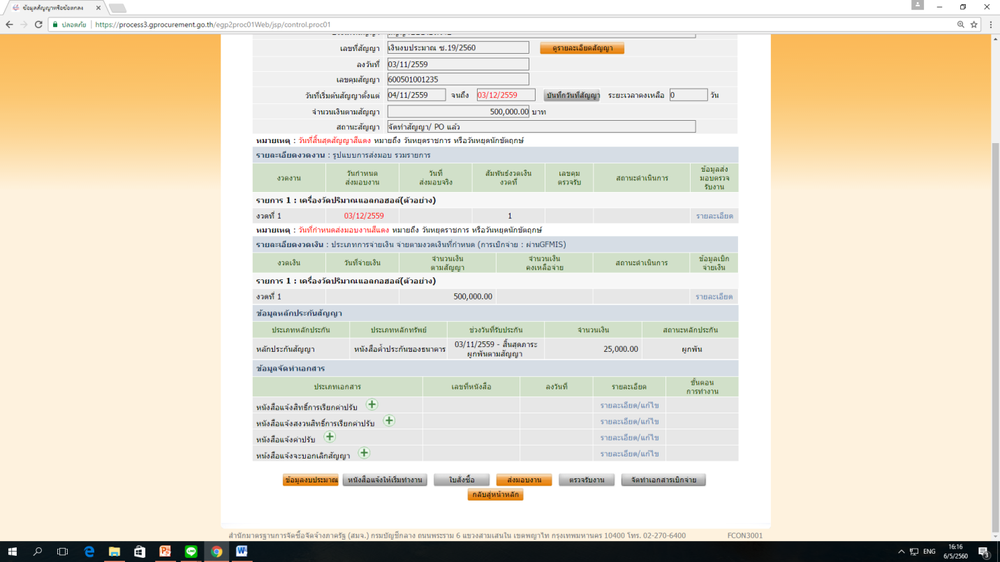 ข้อมูลสัญญาหรือข้อตกลง
ปลอดภัย | https://process3.gprocurement.go.th/egp2proc01Web/jsp/control.proc01
เลขที่สัญญา เงินงบประมาณ ซ.19/2560 ดูรายละเอียดสัญญา
ลงวันที่ 03/11/2559
เลขคุมสัญญา 600501001235
วันที่เริ่มต้นสัญญาตั้งแต่ 04/11/2559 จนถึง 03/12/2559 บันทึกวันที่สัญญา ระยะเวลาคงเหลือ 0 วัน
จำนวนเงินตามสัญญา 500,000.00 บาท
สถานะสัญญา จัดทำสัญญา/ PO แล้ว
หมายเหตุ : วันที่สิ้นสุดสัญญาสีแดง หมายถึง วันหยุดราชการ หรือวันหยุดนักขัตฤกษ์
รายละเอียดงวดงาน : รูปแบบการส่งมอบ รวมรายการ
งวดงาน วันกำหนด ส่งมอบงาน วันที่ ส่งมอบจริง สัมพันธ์งวดเงิน งวดที่ เลขคุม ตรวจรับ สถานะดำเนินการ ข้อมูลส่ง มอบตรวจ รับงาน
รายการ 1 : เครื่องวัดปริมาณแอลกอฮอล์(ตัวอย่าง)
งวดที่ 1 03/12/2559 1 รายละเอียด
หมายเหตุ : วันที่กำหนดส่งมอบงานสีแดง หมายถึง วันหยุดราชการ หรือวันหยุดนักขัตฤกษ์
รายละเอียดงวดเงิน : ประเภทการจ่ายเงิน จ่ายตามงวดเงินที่กำหนด (การเบิกจ่าย : ผ่านGFMIS)
งวดเงิน วันที่จ่ายเงิน จำนวนเงิน ตามสัญญา จำนวนเงิน คงเหลือจ่าย สถานะดำเนินการ ข้อมูลเบิก จ่ายเงิน
รายการ 1 : เครื่องวัดปริมาณแอลกอฮอล์(ตัวอย่าง)
งวดที่ 1 500,000.00 รายละเอียด
ข้อมูลหลักประกันสัญญา
ประเภทหลักประกัน ประเภทหลักทรัพย์ ช่วงวันที่รับประกัน จำนวนเงิน สถานะหลักประกัน
หลักประกันสัญญา หนังสือค้ำประกันของธนาคาร 03/11/2559 - สิ้นสุดภาระ ผูกพันตามสัญญา 25,000.00 ผูกพัน
ข้อมูลจัดทำเอกสาร
ประเภทเอกสาร เลขที่หนังสือ ลงวันที่ รายละเอียด ขั้นตอน การทำงาน
หนังสือแจ้งสิทธิ์การเรียกค่าปรับ รายละเอียด/แก้ไข
หนังสือแจ้งสงวนสิทธิ์การเรียกค่าปรับ รายละเอียด/แก้ไข
หนังสือแจ้งค่าปรับ รายละเอียด/แก้ไข
หนังสือแจ้งจะบอกเลิกสัญญา รายละเอียด/แก้ไข
ข้อมูลงบประมาณ หนังสือแจ้งให้เริ่มทำงาน ใบสั่งซื้อ ส่งมอบงาน ตรวจรับงาน จัดทำเอกสารเบิกจ่าย
กลับสู่หน้าหลัก
สำนักมาตรฐานการจัดซื้อจัดจ้างภาครัฐ (สมจ.) กรมบัญชีกลาง ถนนพระราม 6 แขวงสามเสนใน เขตพญาไท กรุงเทพมหานคร 10400 โทร. 02-270-6400 FCON3001
ENG 16:16
6/5/2560 3